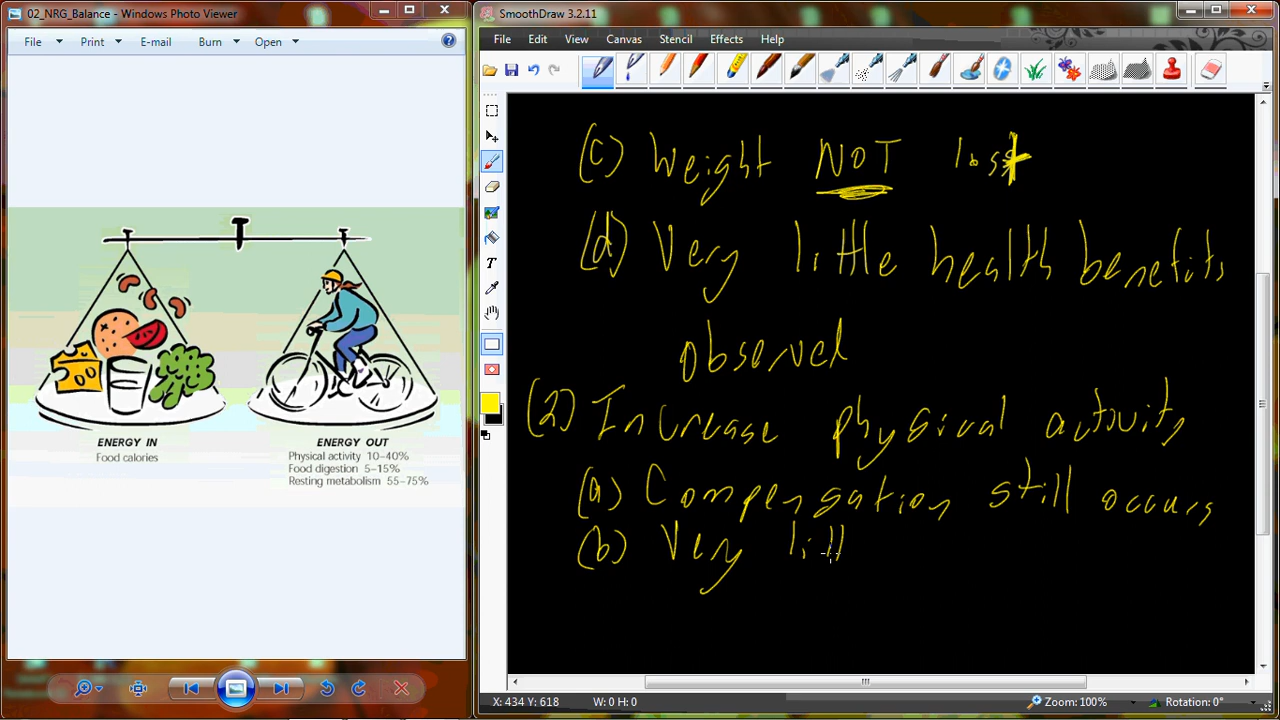 02_NRG_Balance - Windows Photo Viewer
File Print E-mail Burn Open
ENERGY IN
Food calories
ENERGY OUT
Physical activity 10–40%
Food digestion 5–15%
Resting metabolism 55–75%
SmoothDraw 3.2.11
File Edit View Canvas Stencil Effects Help
T
(c) Weight NOT lost
(d) Very little health benefits
observed
(2) Increase physical activity
(a) Compensation still occurs
(b) Very litt
X: 434 Y: 618 W: 0 H: 0 Zoom: 100% Rotation: 0°